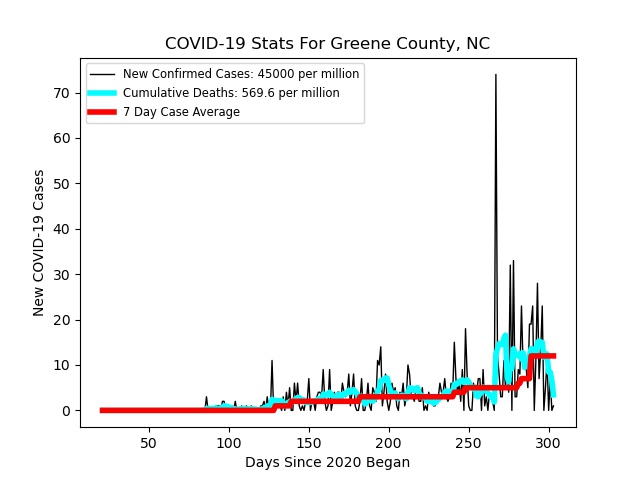 COVID-19 Stats For Greene County, NC
New Confirmed Cases: 45000 per million
Cumulative Deaths: 569.6 per million
7 Day Case Average
New COVID-19 Cases
70
60
50
40
30
20
10
0
50 100 150 200 250 300
Days Since 2020 Began